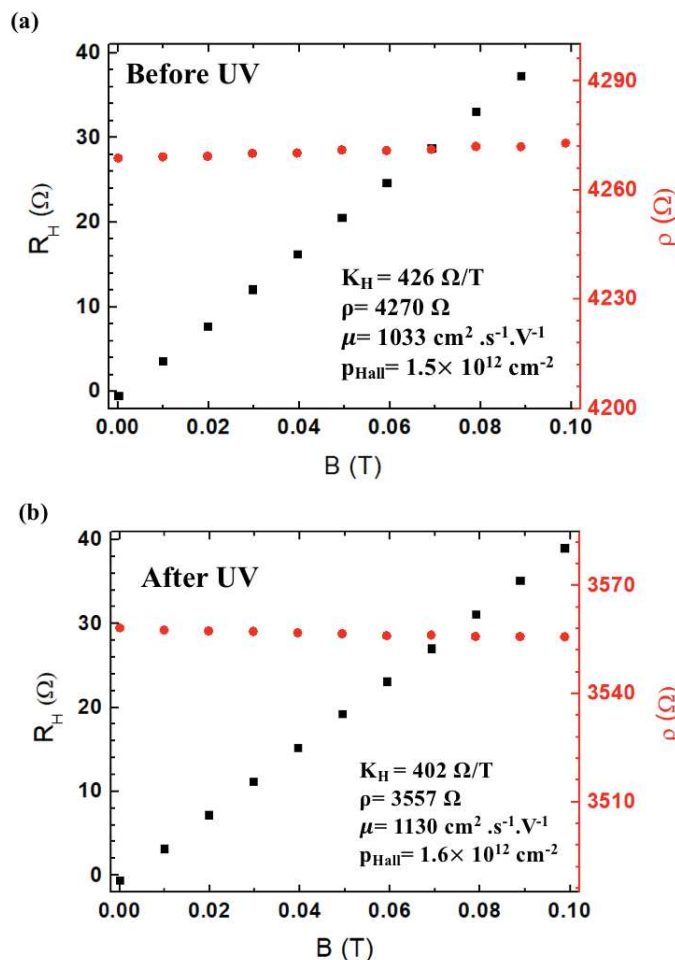 (a)
Before UV
40
30
20
10
0
R_H (Ω)
4290
4260
4230
4200
ρ (Ω)
K_H = 426 Ω/T
ρ= 4270 Ω
μ= 1033 cm² .s⁻¹.V⁻¹
p_Hall= 1.5× 10¹² cm⁻²
0.00 0.02 0.04 0.06 0.08 0.10
B (T)
(b)
After UV
40
30
20
10
0
R_H (Ω)
3570
3540
3510
ρ (Ω)
K_H = 402 Ω/T
ρ= 3557 Ω
μ= 1130 cm² .s⁻¹.V⁻¹
p_Hall= 1.6× 10¹² cm⁻²
0.00 0.02 0.04 0.06 0.08 0.10
B (T)